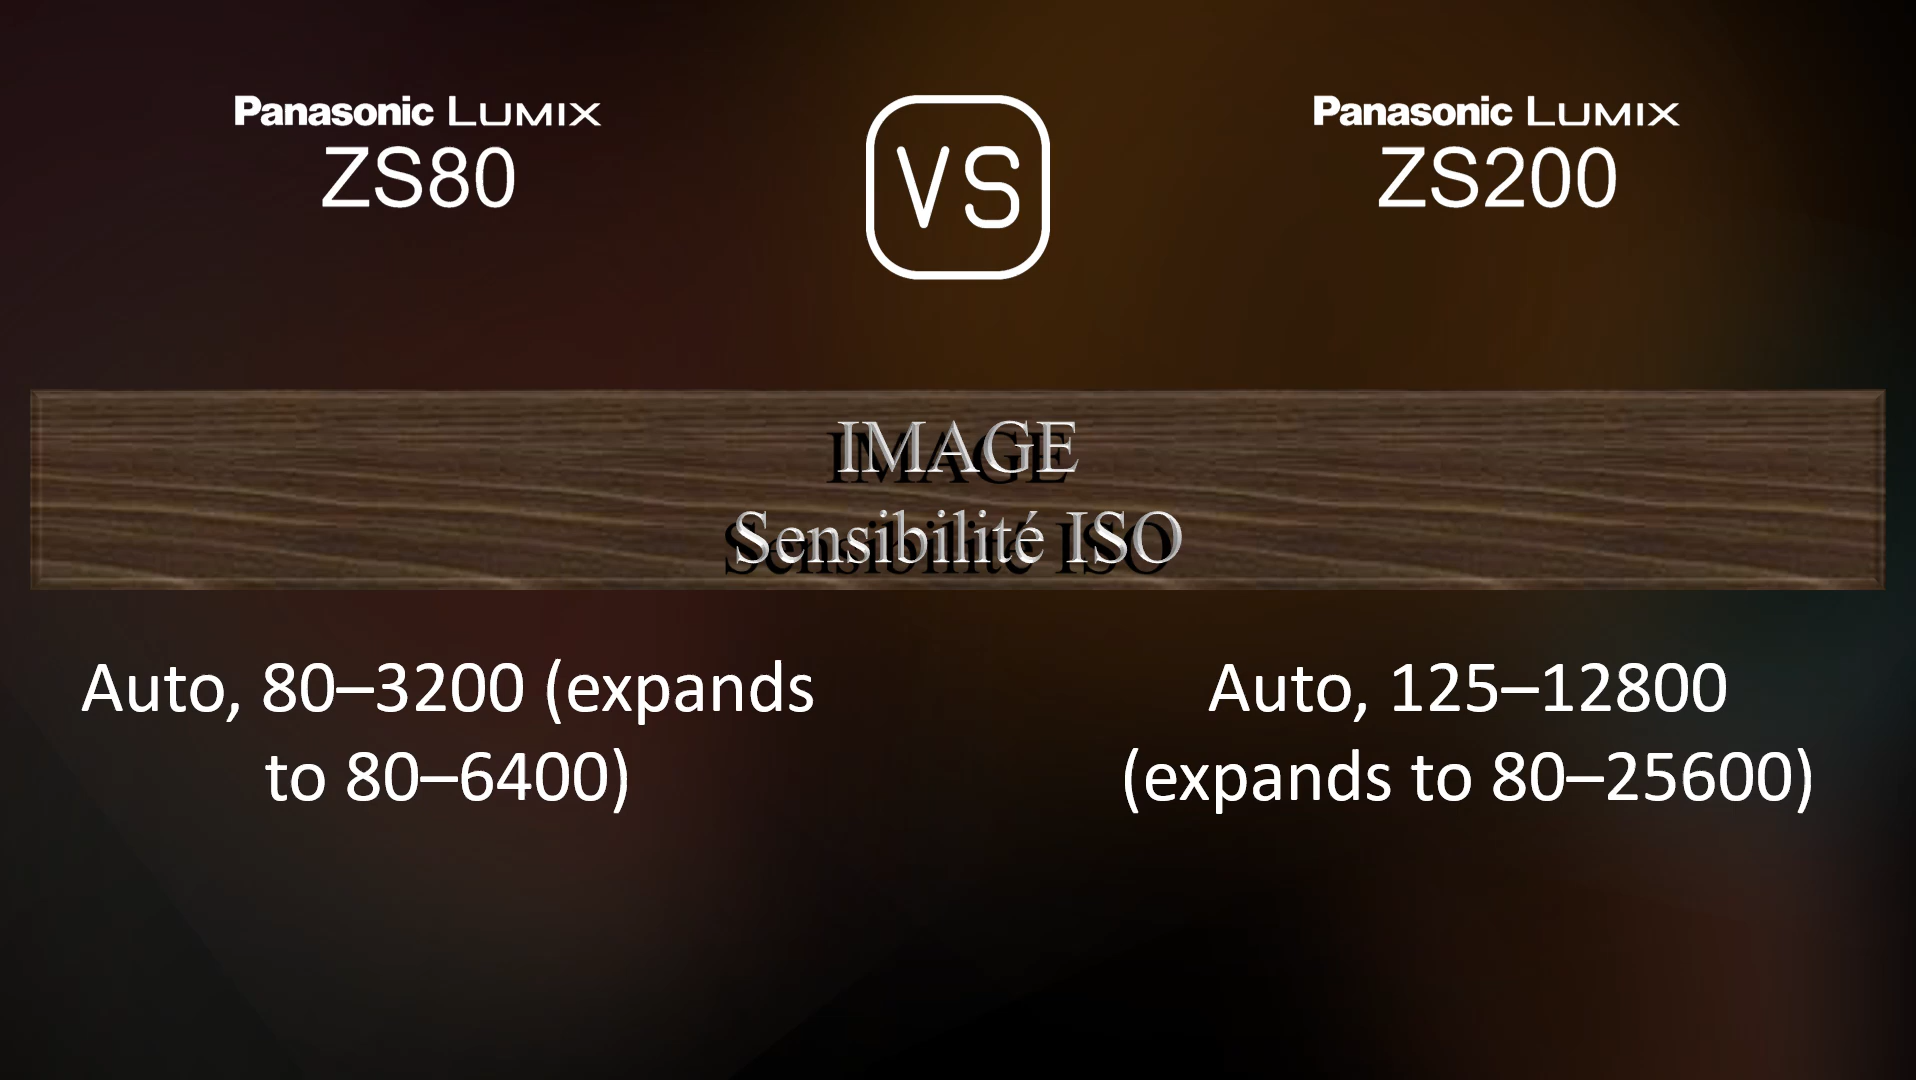 Panasonic LUMIX
ZS80
VS
Panasonic LUMIX
ZS200
IMAGE
Sensibilité ISO
Auto, 80–3200 (expands
to 80–6400)
Auto, 125–12800
(expands to 80–25600)